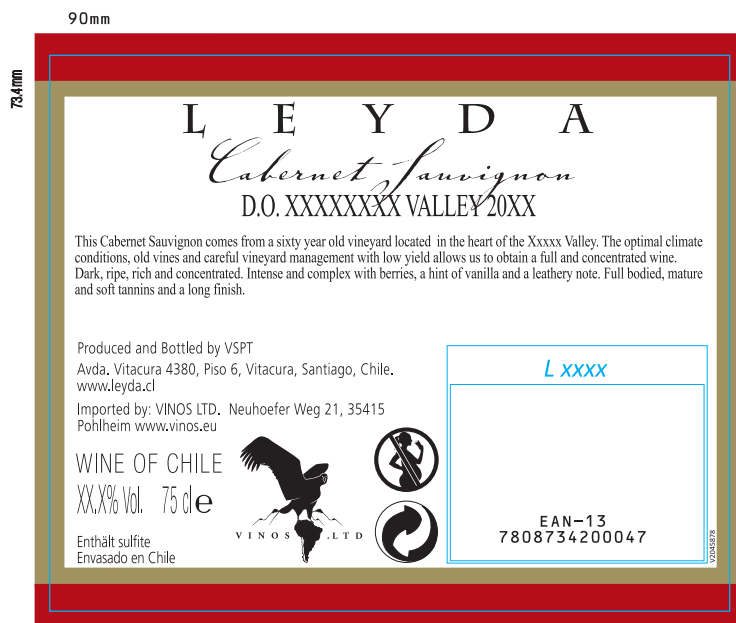 90mm
73.4mm
L E Y D A
Cabernet Sauvignon
D.O. XXXXXXXX VALLEY 20XX
This Cabernet Sauvignon comes from a sixty year old vineyard located in the heart of the Xxxxx Valley. The optimal climate
conditions, old vines and careful vineyard management with low yield allows us to obtain a full and concentrated wine.
Dark, ripe, rich and concentrated. Intense and complex with berries, a hint of vanilla and a leathery note. Full bodied, mature
and soft tannins and a long finish.
Produced and Bottled by VSPT
Avda. Vitacura 4380, Piso 6, Vitacura, Santiago, Chile.
www.leyda.cl
Imported by: VINOS LTD. Neuhoefer Weg 21, 35415
Pohlheim www.vinos.eu
WINE OF CHILE
XX.X% Vol. 75 cl e
Enthält sulfite
Envasado en Chile
VINOS .LTD
L xxxx
EAN-13
7808734200047
V2045878